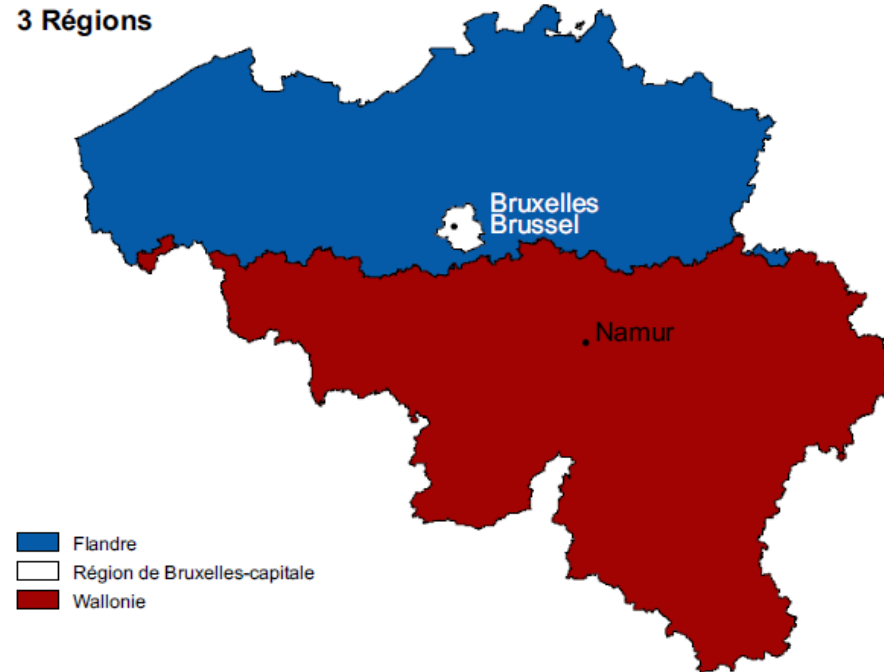 3 Régions
Bruxelles
Brussel
Namur
Flandre
Région de Bruxelles-capitale
Wallonie